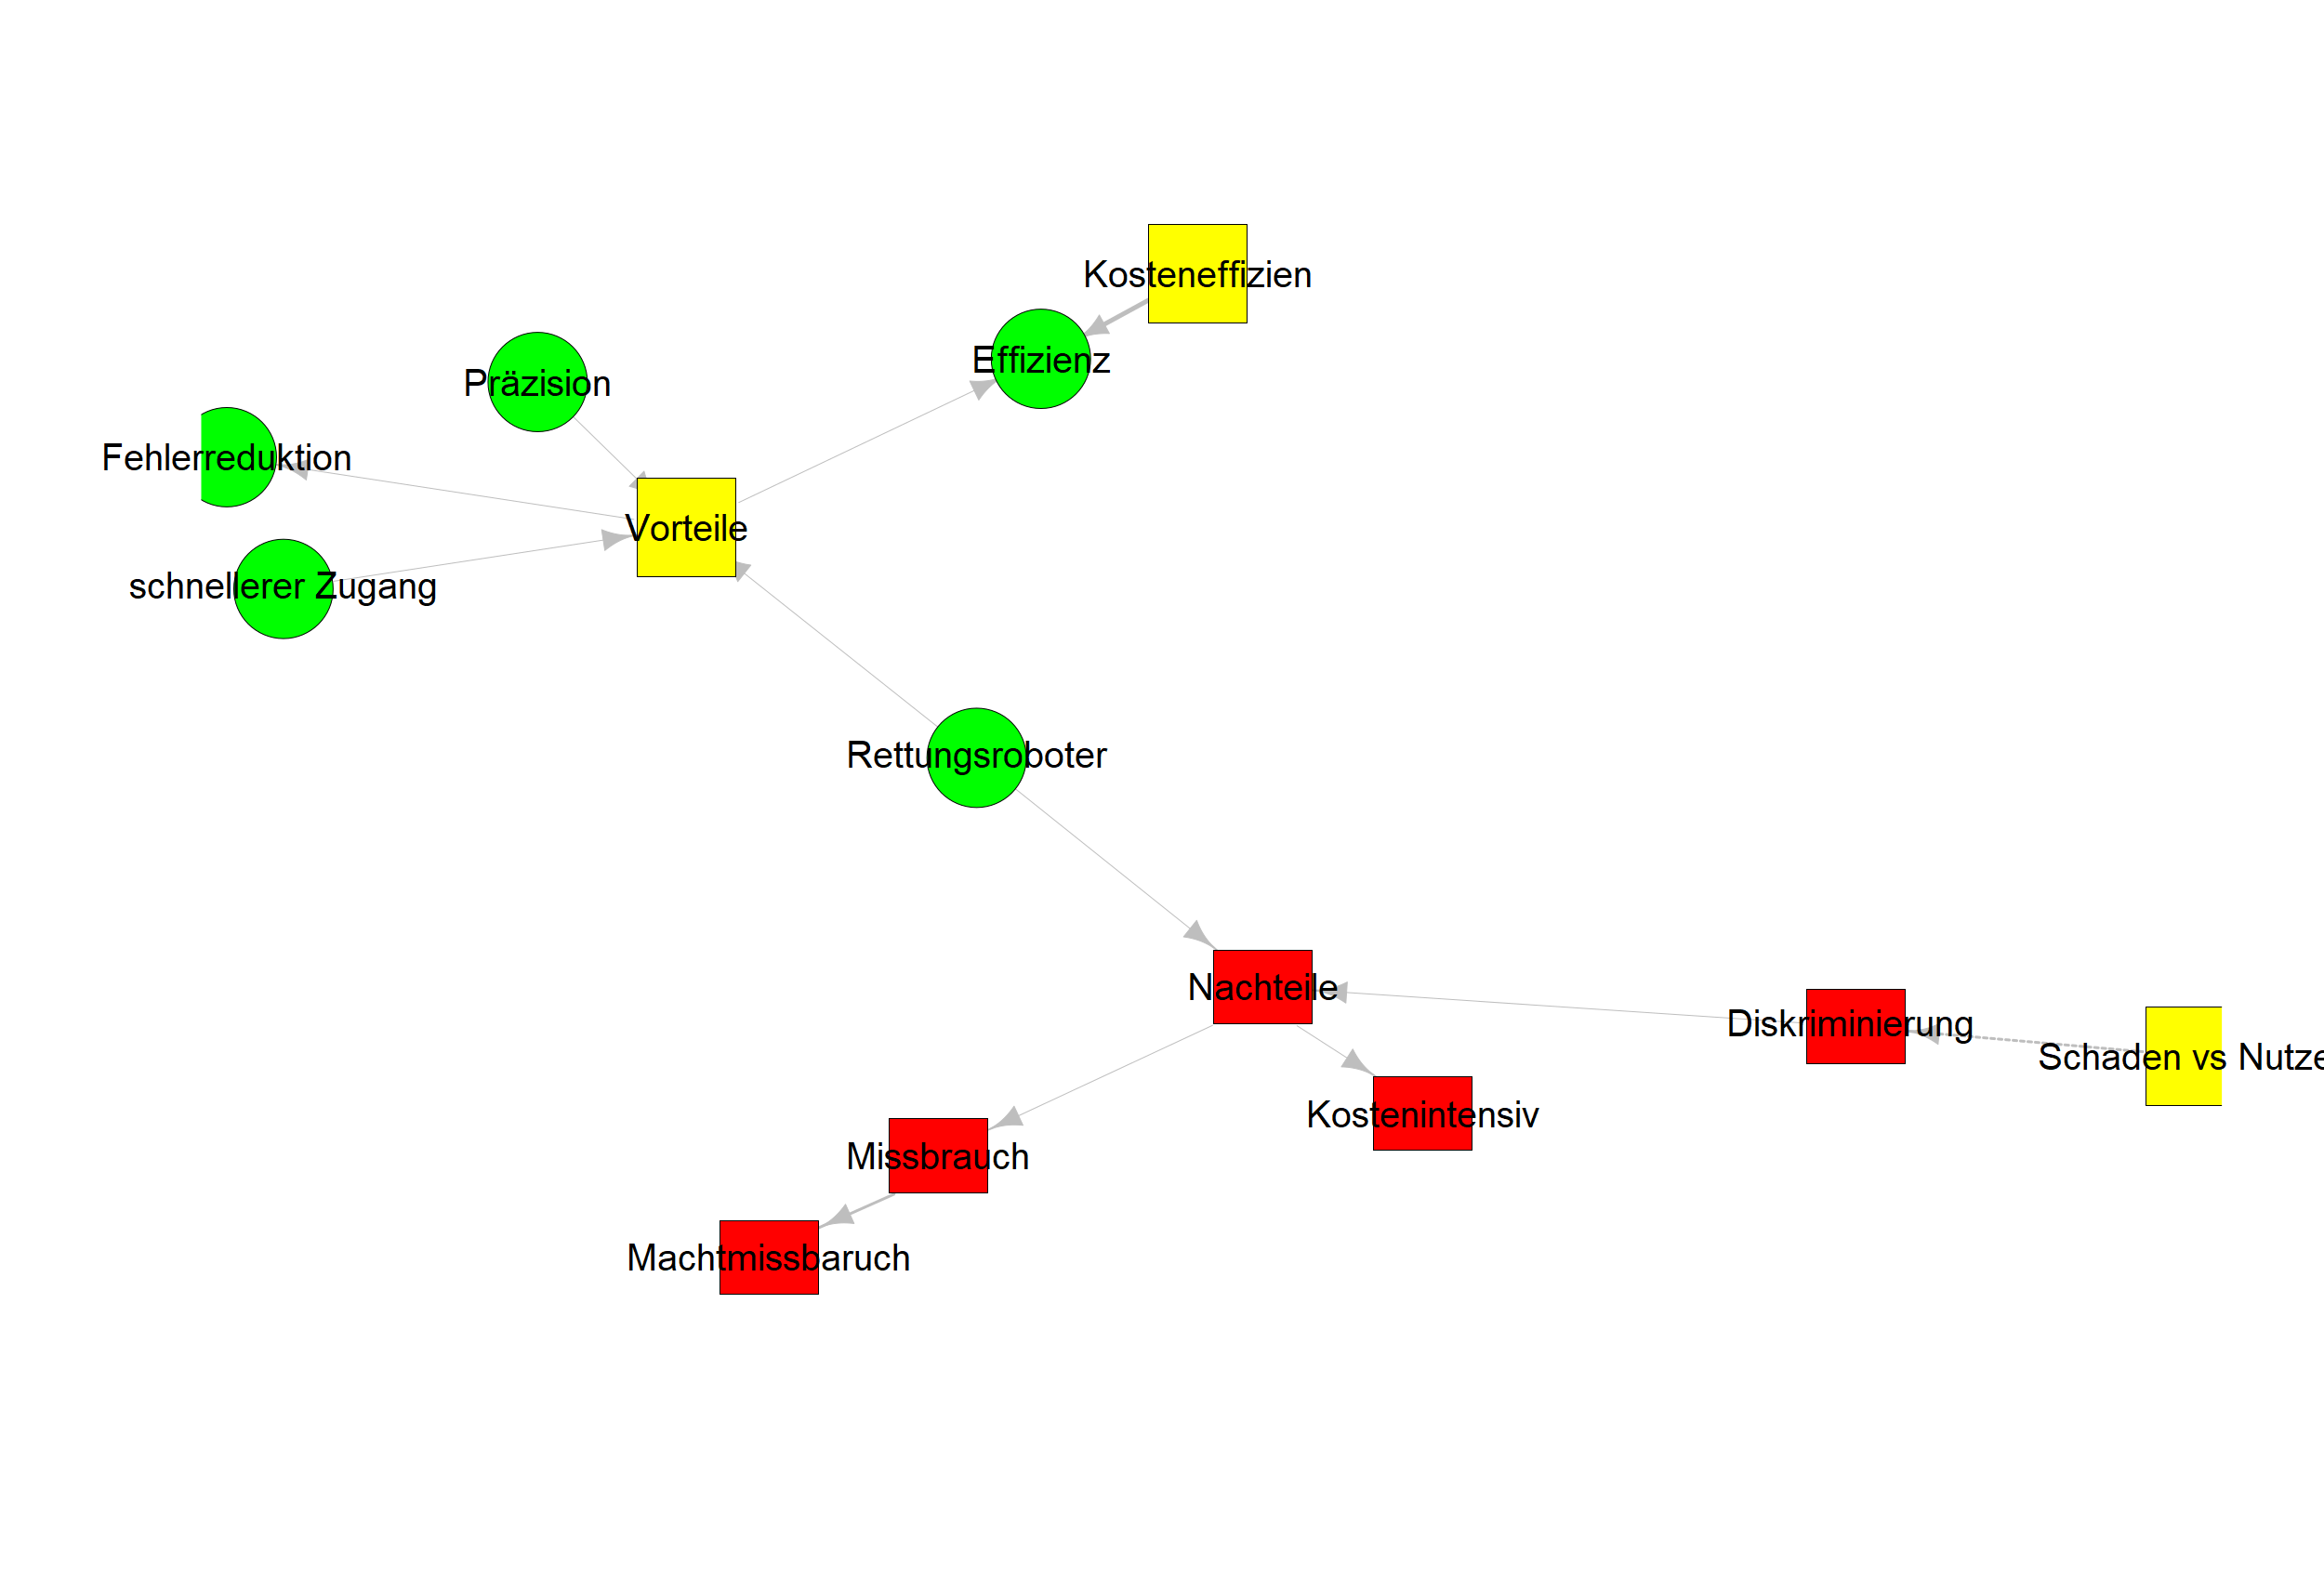 Kosteneffizien
Effizienz
Präzision
Fehlerreduktion
Vorteile
schnellerer Zugang
Rettungsroboter
Nachteile
Diskriminierung
Schaden vs Nutze
Kostenintensiv
Missbrauch
Machtmissbaruch